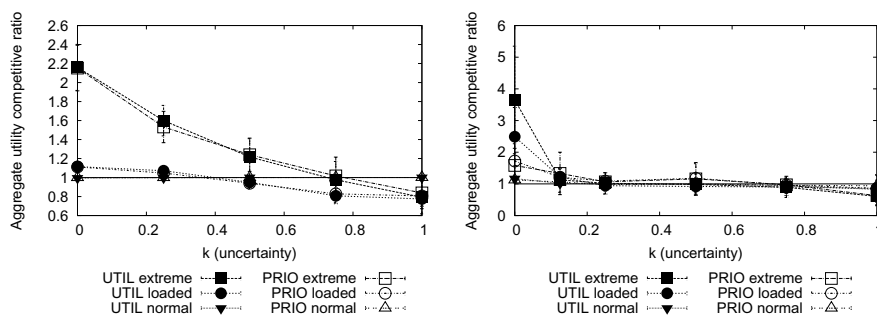 Aggregate utility competitive ratio
2.6
2.4
2.2
2
1.8
1.6
1.4
1.2
1
0.8
0.6
0 0.2 0.4 0.6 0.8 1
k (uncertainty)
UTIL extreme PRIO extreme
UTIL loaded PRIO loaded
UTIL normal PRIO normal
Aggregate utility competitive ratio
6
5
4
3
2
1
0
0 0.2 0.4 0.6 0.8 1
k (uncertainty)
UTIL extreme PRIO extreme
UTIL loaded PRIO loaded
UTIL normal PRIO normal